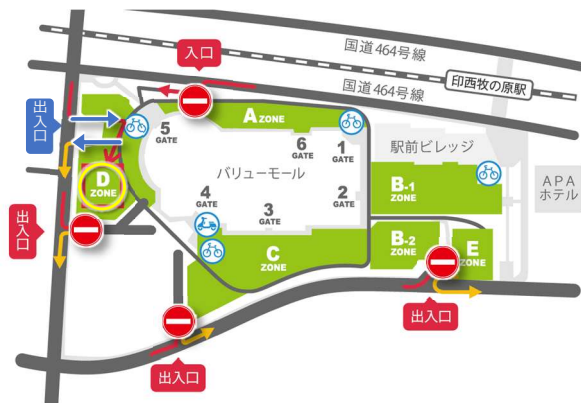 国道464号線
入口
国道464号線
印西牧の原駅
出入口
A
ZONE
5
GATE
6
GATE
1
GATE
駅前ビレッジ
バリューモール
D
ZONE
4
GATE
3
GATE
2
GATE
B-1
ZONE
APA
ホテル
出入口
C
ZONE
B-2
ZONE
E
ZONE
出入口
出入口